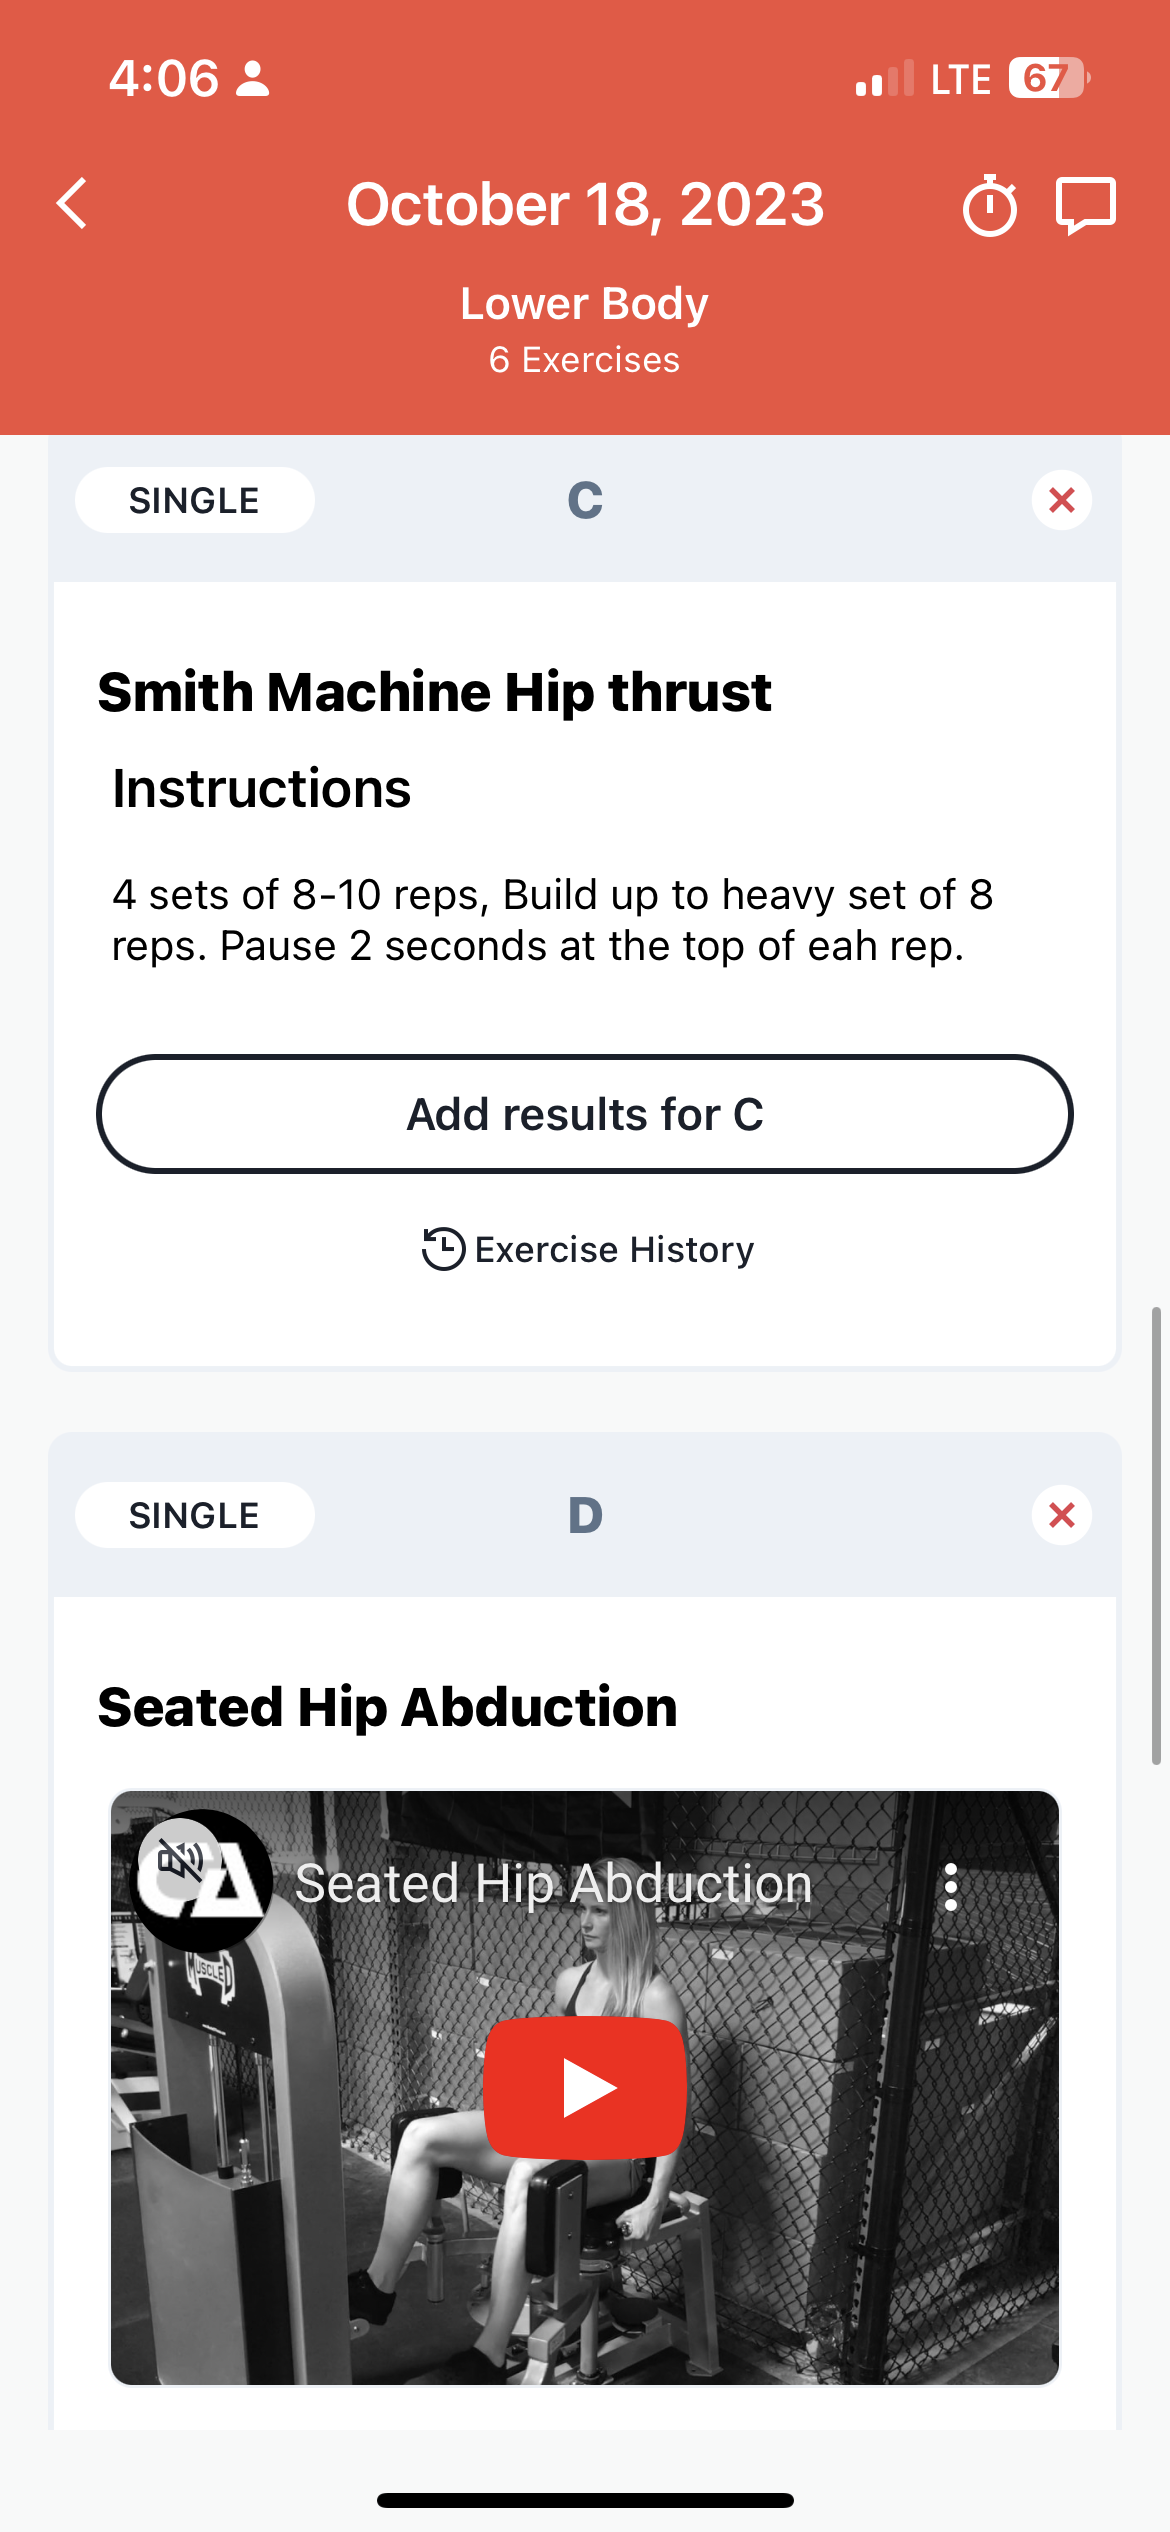 4:06
LTE 67
October 18, 2023
Lower Body
6 Exercises
SINGLE
C
Smith Machine Hip thrust
Instructions
4 sets of 8-10 reps, Build up to heavy set of 8
reps. Pause 2 seconds at the top of eah rep.
Add results for C
Exercise History
SINGLE
D
Seated Hip Abduction
Seated Hip Abduction
MUSCLED